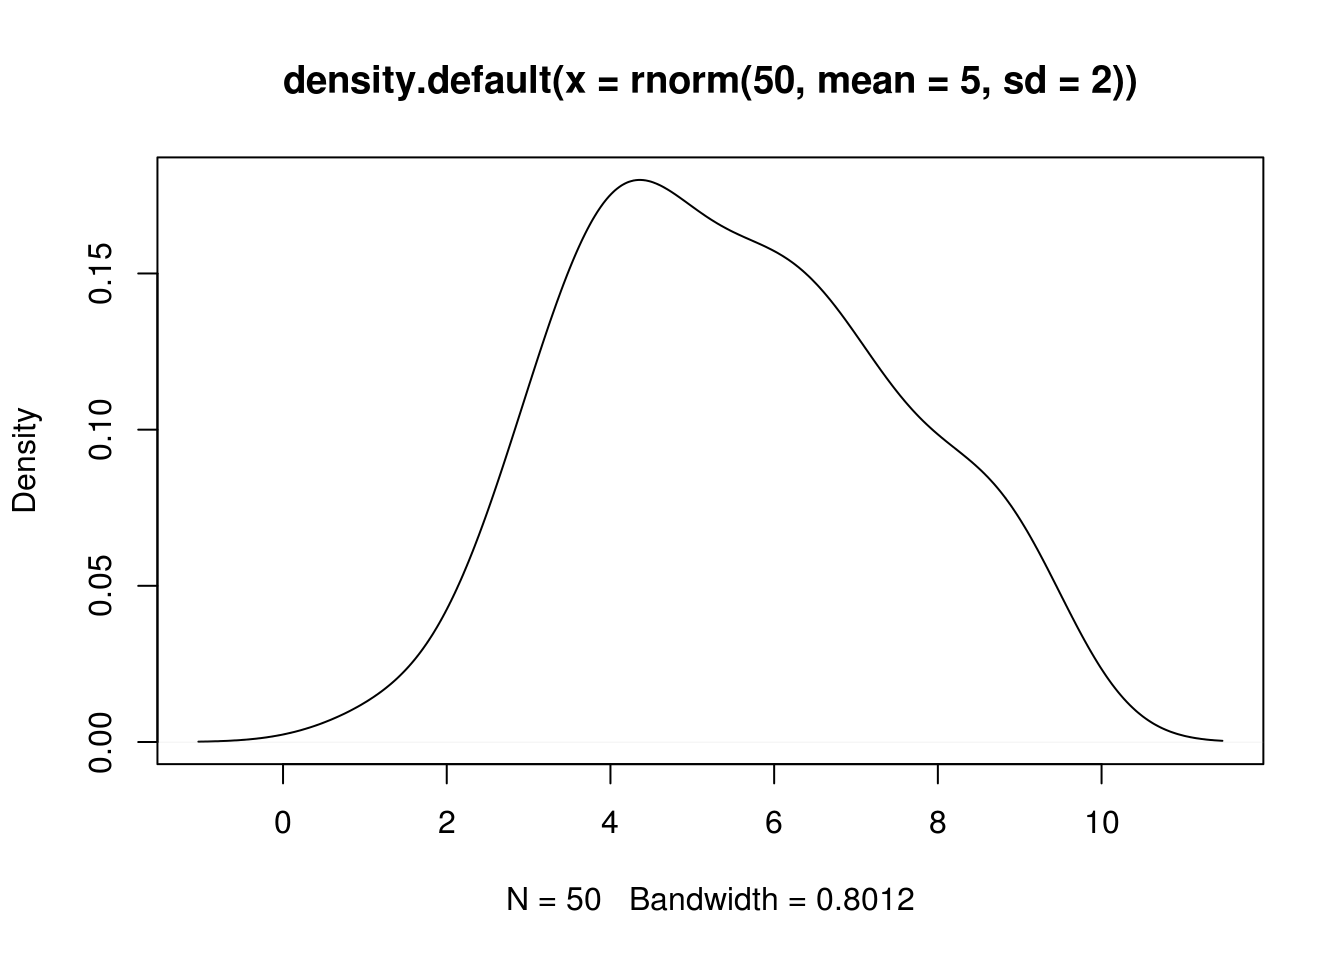 density.default(x = rnorm(50, mean = 5, sd = 2))
Density
0.15
0.10
0.05
0.00
0 2 4 6 8 10
N = 50 Bandwidth = 0.8012